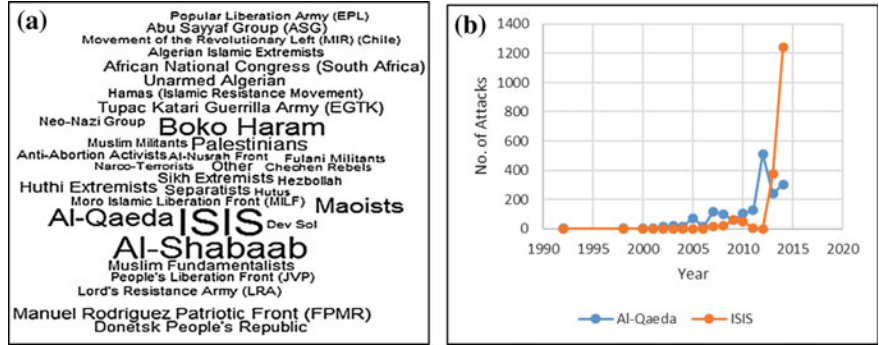 (a)
Popular Liberation Army (EPL)
Abu Sayyaf Group (ASG)
Movement of the Revolutionary Left (MIR) (Chile)
Algerian Islamic Extremists
African National Congress (South Africa)
Unarmed Algerian
Hamas (Islamic Resistance Movement)
Tupac Katari Guerrilla Army (EGTK)
Neo-Nazi Group
Boko Haram
Muslim Militants
Palestinians
Anti-Abortion Activists Al-Nusrah Front Fulani Militants
Narco-Terrorists Other Chechen Rebels
Sikh Extremists Hezbollah
Huthi Extremists Separatists Hutus
Moro Islamic Liberation Front (MILF) Maoists
Al-Qaeda ISIS Dev Sol
Al-Shabaab
Muslim Fundamentalists
People's Liberation Front (JVP)
Lord's Resistance Army (LRA)
Manuel Rodriguez Patriotic Front (FPMR)
Donetsk People's Republic
(b)
No. of Attacks
1400
1200
1000
800
600
400
200
0
1990 1995 2000 2005 2010 2015 2020
Year
Al-Qaeda ISIS